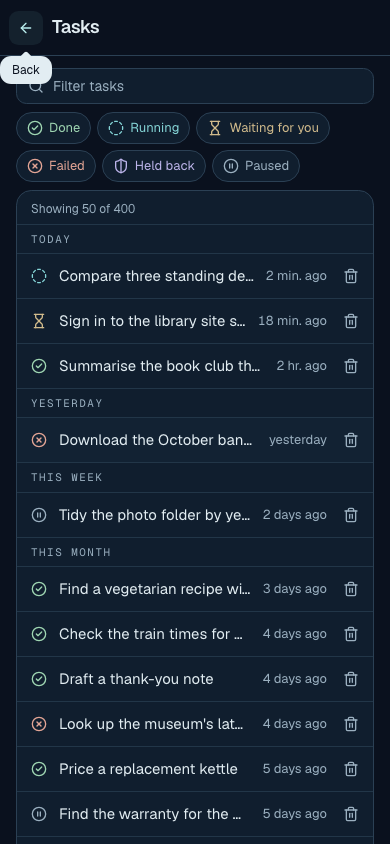 Tasks
Back
Filter tasks
Done
Running
Waiting for you
Failed
Held back
Paused
Showing 50 of 400
TODAY
Compare three standing de... 2 min. ago
Sign in to the library site s... 18 min. ago
Summarise the book club th... 2 hr. ago
YESTERDAY
Download the October ban... yesterday
THIS WEEK
Tidy the photo folder by ye... 2 days ago
THIS MONTH
Find a vegetarian recipe wi... 3 days ago
Check the train times for ... 4 days ago
Draft a thank-you note 4 days ago
Look up the museum's lat... 4 days ago
Price a replacement kettle 5 days ago
Find the warranty for the ... 5 days ago